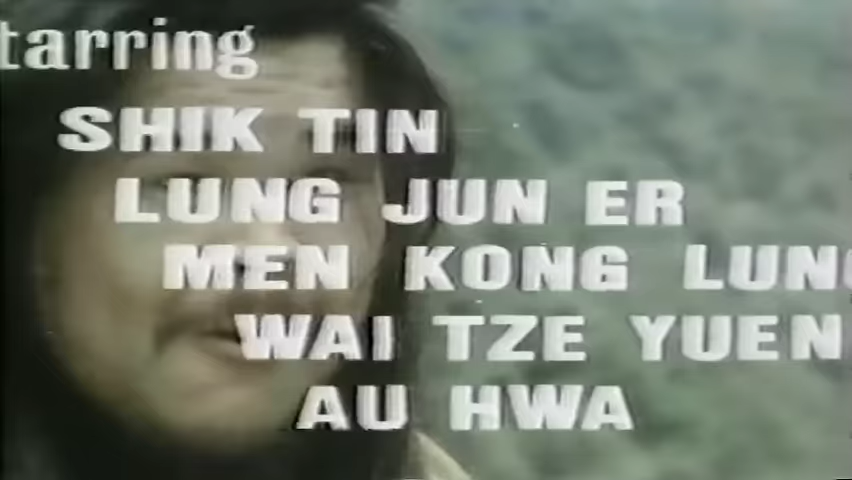 tarring
SHIK TIN
LUNG JUN ER
MEN KONG LUN
WAI TZE YUEN
AU HWA